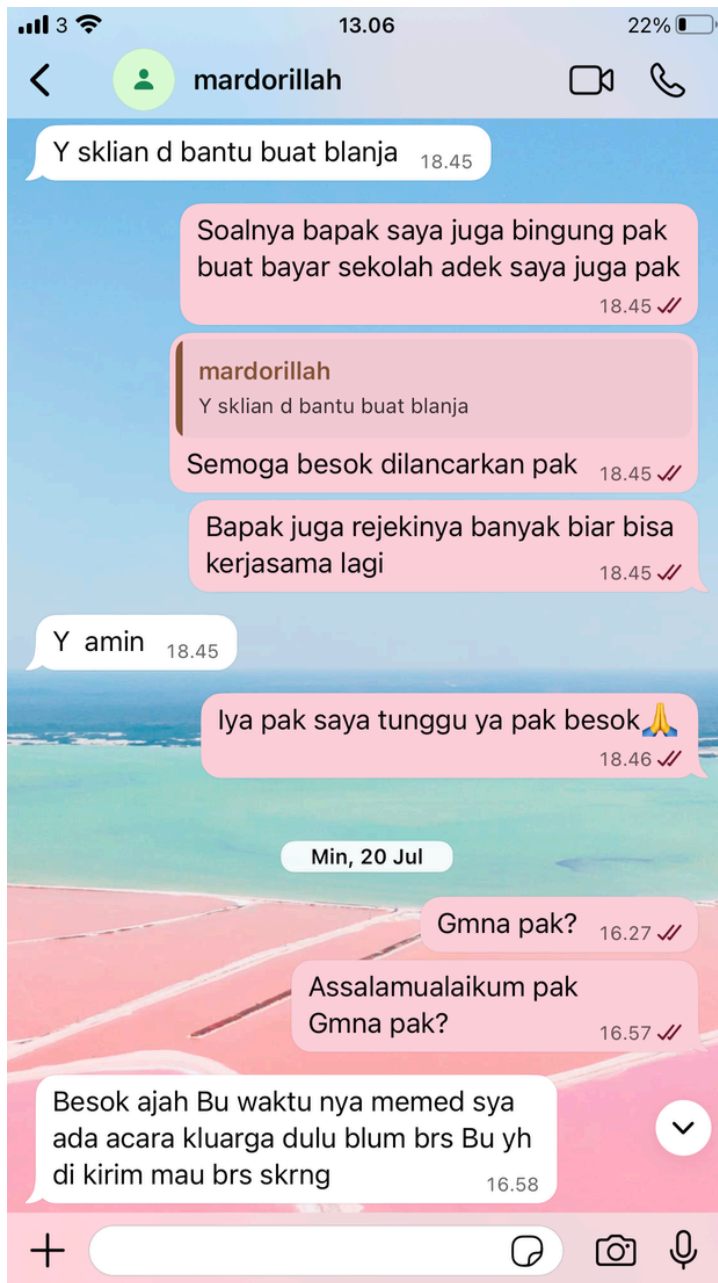 3
13.06
22%
mardorillah
Y sklian d bantu buat blanja 18.45
Soalnya bapak saya juga bingung pak
buat bayar sekolah adek saya juga pak
18.45
mardorillah
Y sklian d bantu buat blanja
Semoga besok dilancarkan pak 18.45
Bapak juga rejekinya banyak biar bisa
kerjasama lagi 18.45
Y amin 18.45
Iya pak saya tunggu ya pak besok🙏
18.46
Min, 20 Jul
Gmna pak? 16.27
Assalamualaikum pak
Gmna pak? 16.57
Besok ajah Bu waktu nya memed sya
ada acara kluarga dulu blum brs Bu yh
di kirim mau brs skrng 16.58